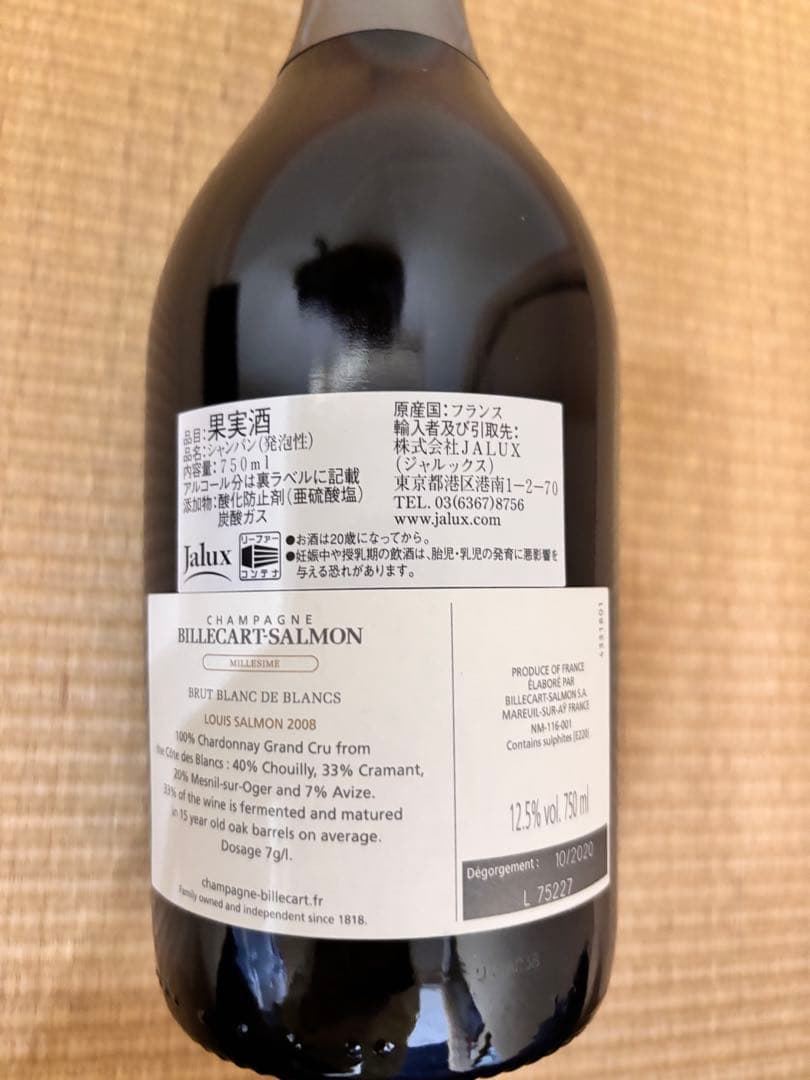 品目:果実酒
品名:シャンパン(発泡性)
内容量:750ml
アルコール分は裏ラベルに記載
添加物:酸化防止剤(亜硫酸塩)
炭酸ガス
原産国:フランス
輸入者及び引取先:
株式会社JALUX
(ジャルックス)
東京都港区港南1-2-70
TEL. 03(6367)8756
www.jalux.com
Jalux
リーファー
コンテナ
●お酒は20歳になってから。
●妊娠中や授乳期の飲酒は、胎児・乳児の発育に悪影響を
与える恐れがあります。
CHAMPAGNE
BILLECART-SALMON
MILLESIME
BRUT BLANC DE BLANCS
LOUIS SALMON 2008
100% Chardonnay Grand Cru from
the Côte des Blancs : 40% Chouilly, 33% Cramant,
20% Mesnil-sur-Oger and 7% Avize.
33% of the wine is fermented and matured
in 15 year old oak barrels on average.
Dosage 7g/l.
champagne-billecart.fr
Family owned and independent since 1818.
PRODUCE OF FRANCE
ÉLABORÉ PAR
BILLECART-SALMON S.A.
MAREUIL-SUR-AŸ FRANCE
NM-116-001
Contains sulphites (E220)
12.5% vol. 750 ml
Dégorgement : 10/2020
L 75227